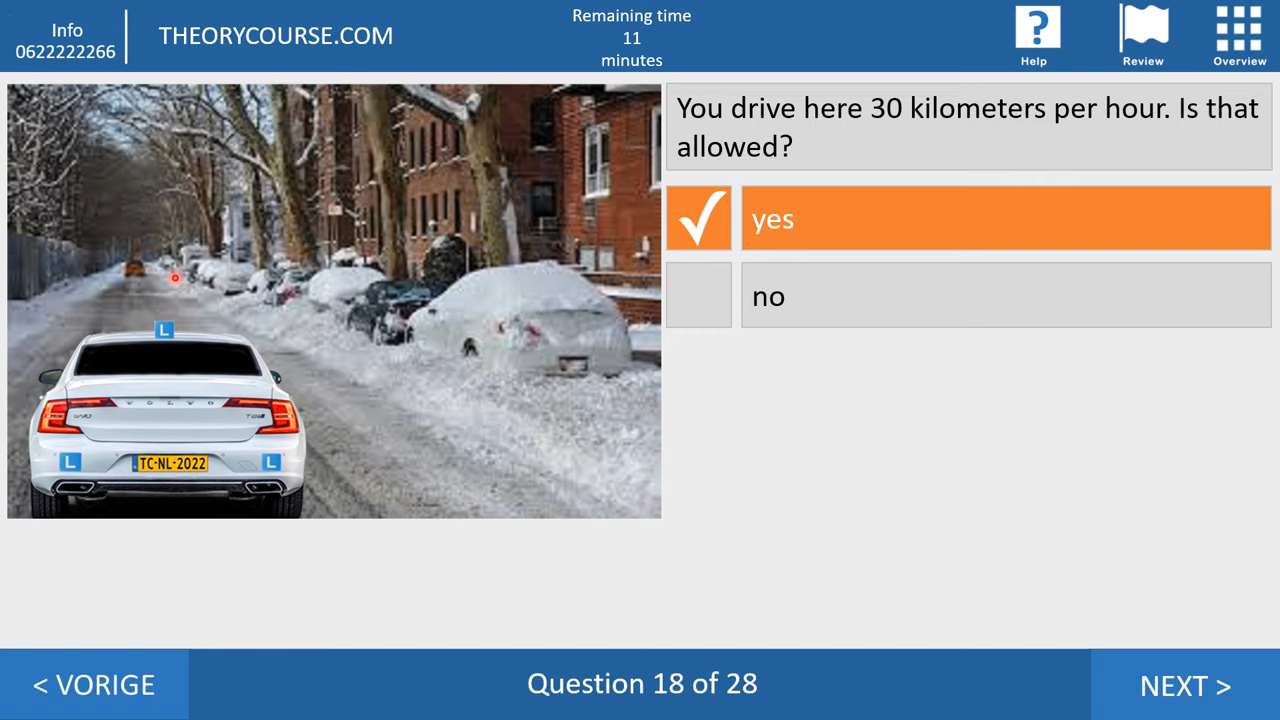 Info
0622222266
THEORYCOURSE.COM
Remaining time
11
minutes
?
Help
Review
Overview
You drive here 30 kilometers per hour. Is that
allowed?
yes
no
L
VOLVO
L
TC-NL-2022
L
< VORIGE
Question 18 of 28
NEXT >